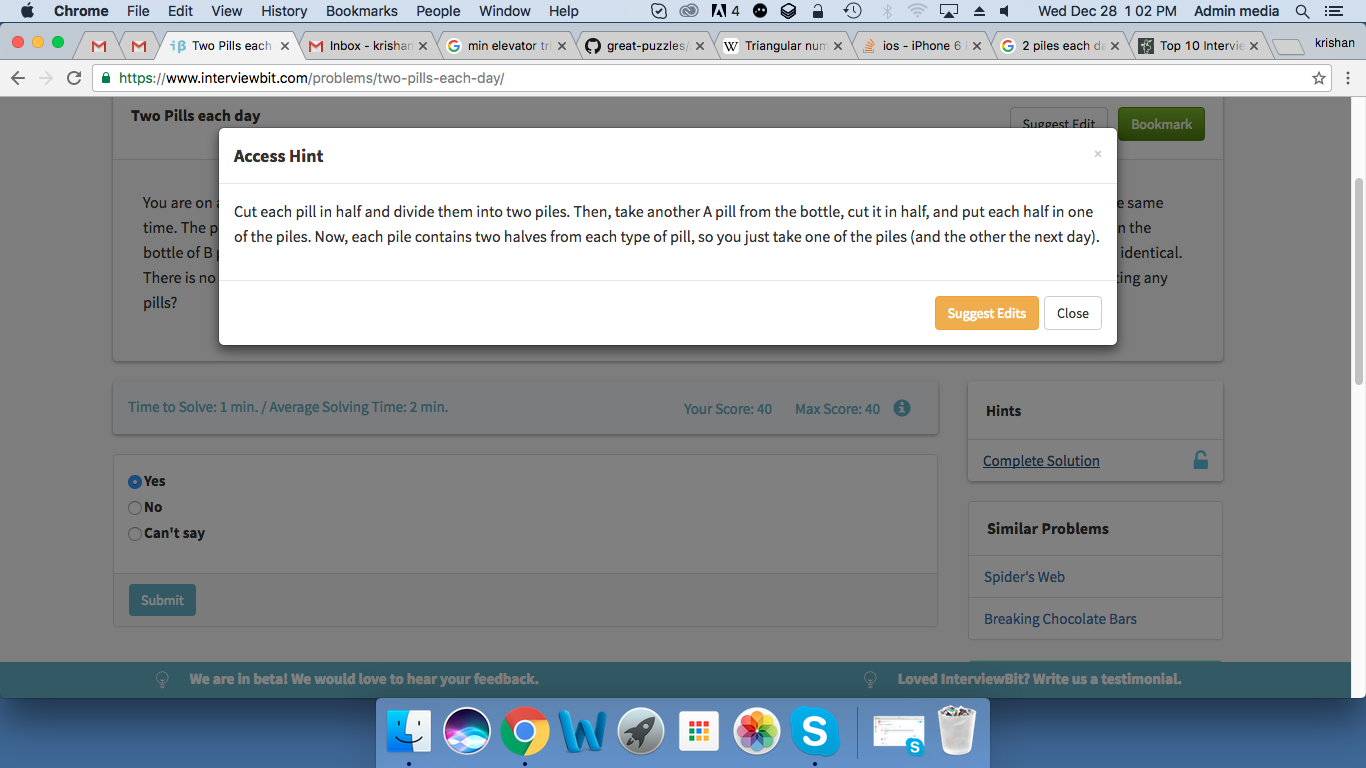 Chrome File Edit View History Bookmarks People Window Help 4 Wed Dec 28 1 02 PM Admin media
Two Pills each Inbox - krishan min elevator tri great-puzzles/ Triangular num ios - iPhone 6 2 piles each da Top 10 Intervie krishan
https://www.interviewbit.com/problems/two-pills-each-day/
Two Pills each day Suggest Edit Bookmark
Access Hint ×
You are on e same
Cut each pill in half and divide them into two piles. Then, take another A pill from the bottle, cut it in half, and put each half in one
time. The p n the
of the piles. Now, each pile contains two halves from each type of pill, so you just take one of the piles (and the other the next day).
bottle of B identical.
There is no ing any
pills?
Suggest Edits Close
Time to Solve: 1 min. / Average Solving Time: 2 min. Your Score: 40 Max Score: 40
Hints
Complete Solution
Yes
No
Can't say
Submit
Similar Problems
Spider's Web
Breaking Chocolate Bars
We are in beta! We would love to hear your feedback. Loved InterviewBit? Write us a testimonial.